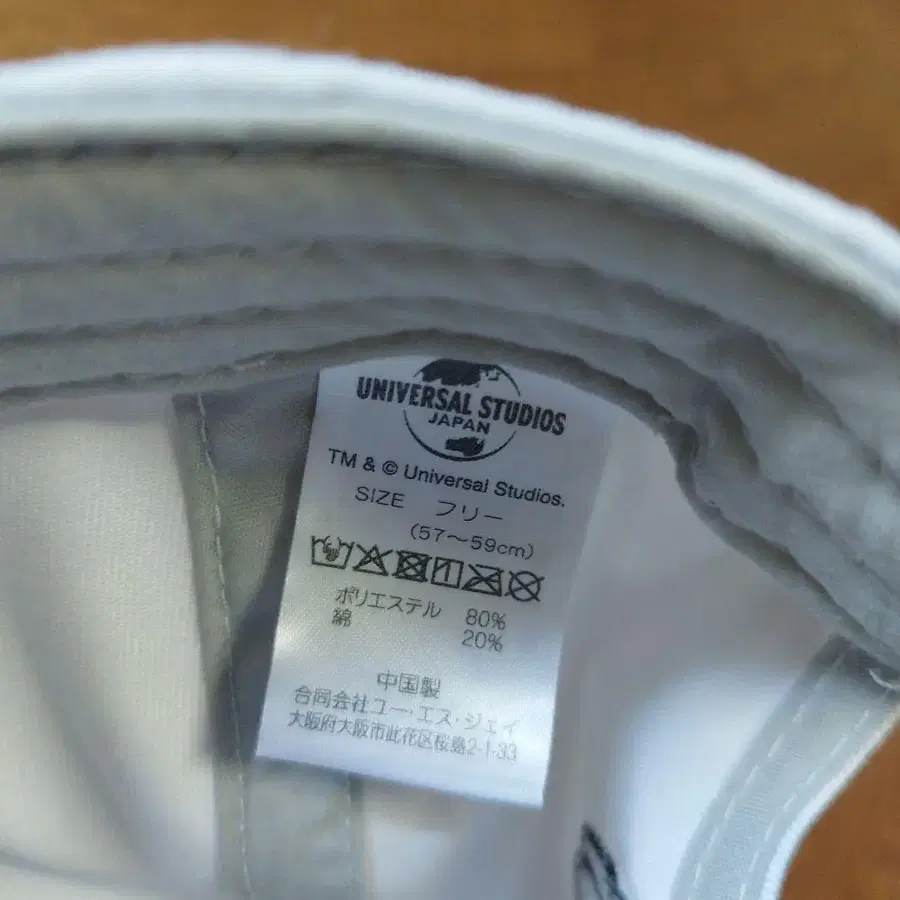 UNIVERSAL STUDIOS
JAPAN
TM & © Universal Studios.
SIZE フリー
(57～59cm)
ポリエステル 80%
綿 20%
中国製
合同会社ユー・エス・ジェイ
大阪府大阪市此花区桜島2-1-33